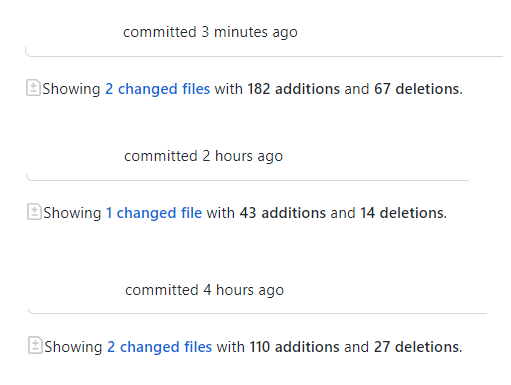 committed 3 minutes ago
Showing 2 changed files with 182 additions and 67 deletions.
committed 2 hours ago
Showing 1 changed file with 43 additions and 14 deletions.
committed 4 hours ago
Showing 2 changed files with 110 additions and 27 deletions.